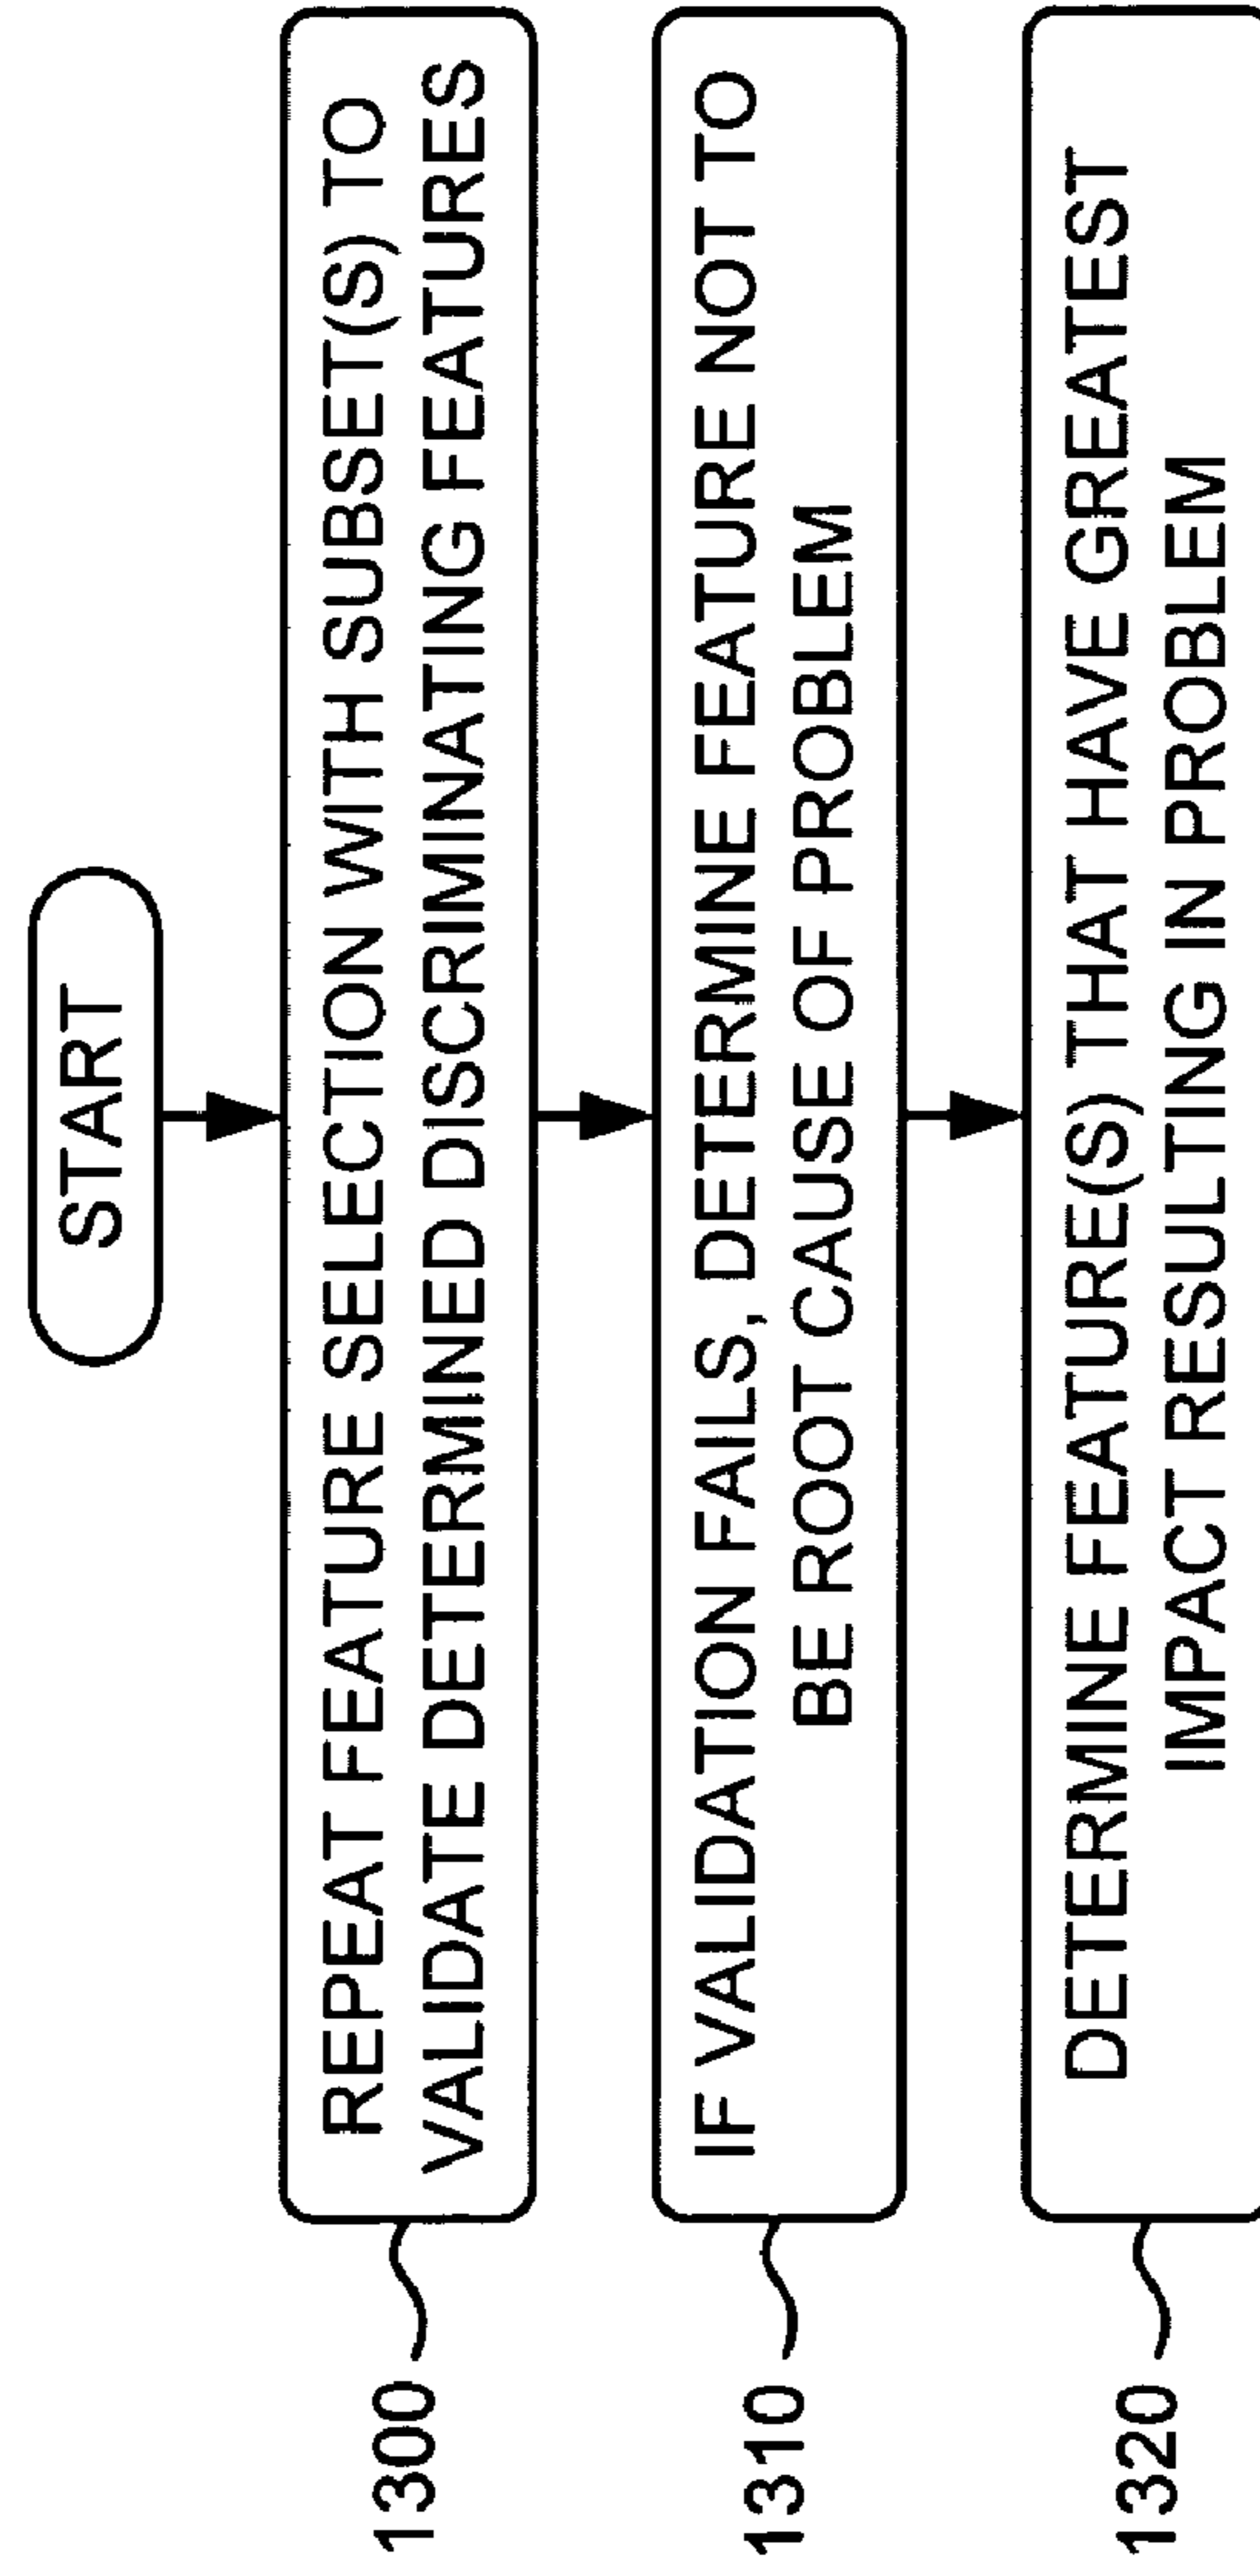 START
REPEAT FEATURE SELECTION WITH SUBSET(S) TO
VALIDATE DETERMINED DISCRIMINATING FEATURES
1300
IF VALIDATION FAILS, DETERMINE FEATURE NOT TO
BE ROOT CAUSE OF PROBLEM
1310
DETERMINE FEATURE(S) THAT HAVE GREATEST
IMPACT RESULTING IN PROBLEM
1320